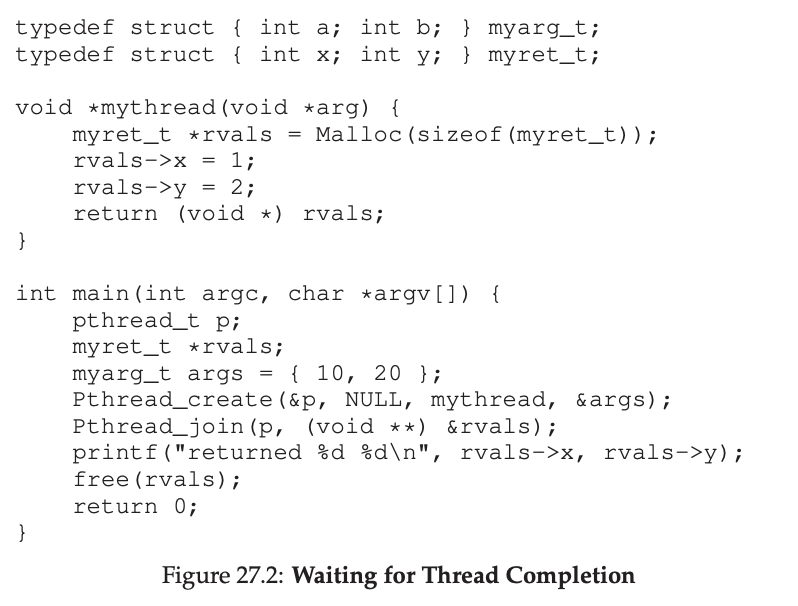 typedef struct { int a; int b; } myarg_t;
typedef struct { int x; int y; } myret_t;

void *mythread(void *arg) {
    myret_t *rvals = Malloc(sizeof(myret_t));
    rvals->x = 1;
    rvals->y = 2;
    return (void *) rvals;
}

int main(int argc, char *argv[]) {
    pthread_t p;
    myret_t *rvals;
    myarg_t args = { 10, 20 };
    Pthread_create(&p, NULL, mythread, &args);
    Pthread_join(p, (void **) &rvals);
    printf("returned %d %d\n", rvals->x, rvals->y);
    free(rvals);
    return 0;
}
Figure 27.2: Waiting for Thread Completion